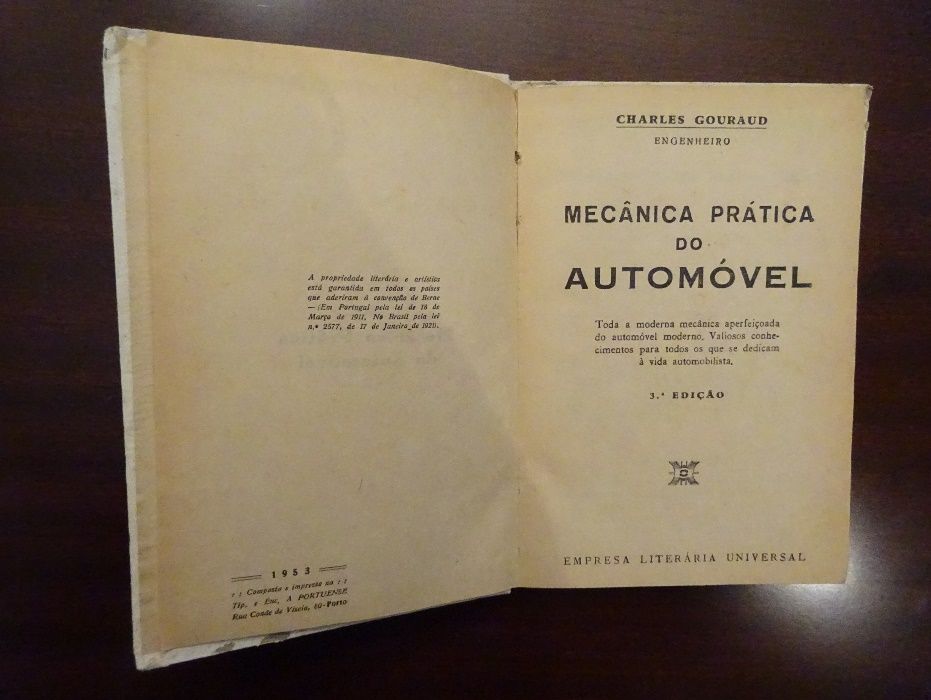 A propriedade literária e artística
está garantida em todos os países
que aderiram à convenção de Berne
— (Em Portugal pela lei de 18 de
Março de 1911. No Brasil pela lei
n.º 2577, de 17 de Janeiro de 1921).
1953
: : Composto e impresso na : :
Tip. e Enc. A PORTUENSE
Rua Conde de Vizela, 80-Porto
CHARLES GOURAUD
ENGENHEIRO
MECÂNICA PRÁTICA
DO
AUTOMÓVEL
Toda a moderna mecânica aperfeiçoada
do automóvel moderno. Valiosos conhe-
cimentos para todos os que se dedicam
à vida automobilista.
3.ª EDIÇÃO
EMPRESA LITERÁRIA UNIVERSAL